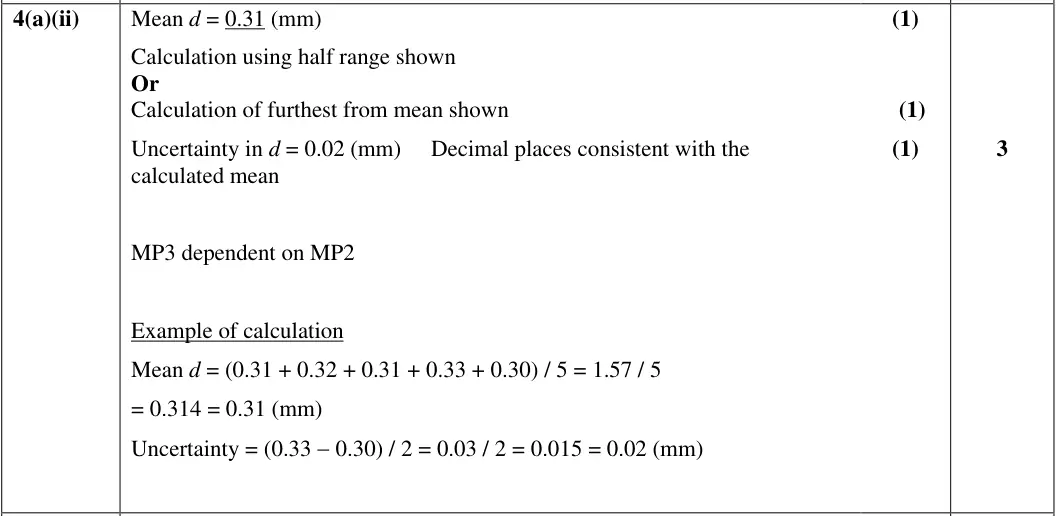 4(a)(ii) Mean d = 0.31 (mm) (1)
Calculation using half range shown
Or
Calculation of furthest from mean shown (1)
Uncertainty in d = 0.02 (mm) Decimal places consistent with the (1) 3
calculated mean
MP3 dependent on MP2
Example of calculation
Mean d = (0.31 + 0.32 + 0.31 + 0.33 + 0.30) / 5 = 1.57 / 5
= 0.314 = 0.31 (mm)
Uncertainty = (0.33 – 0.30) / 2 = 0.03 / 2 = 0.015 = 0.02 (mm)